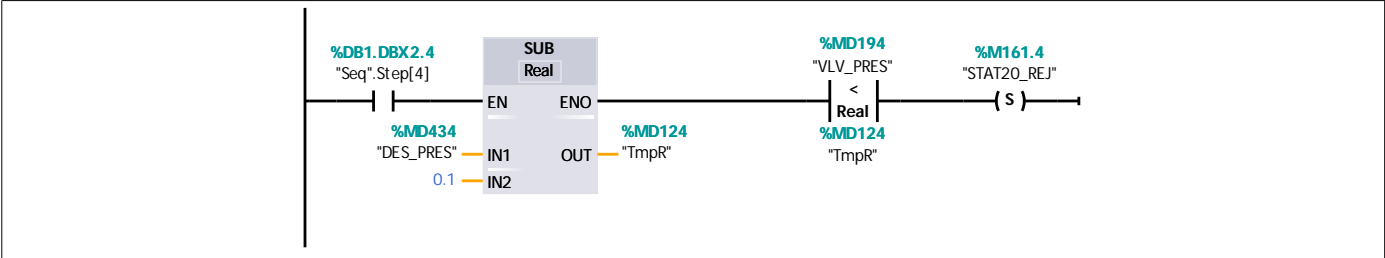 %DB1.DBX2.4
"Seq".Step[4]
SUB
Real
EN
ENO
%MD434
"DES_PRES"
IN1
OUT
%MD124
"TmpR"
0.1
IN2
%MD194
"VLV_PRES"
<
Real
%MD124
"TmpR"
%M161.4
"STAT20_REJ"
S